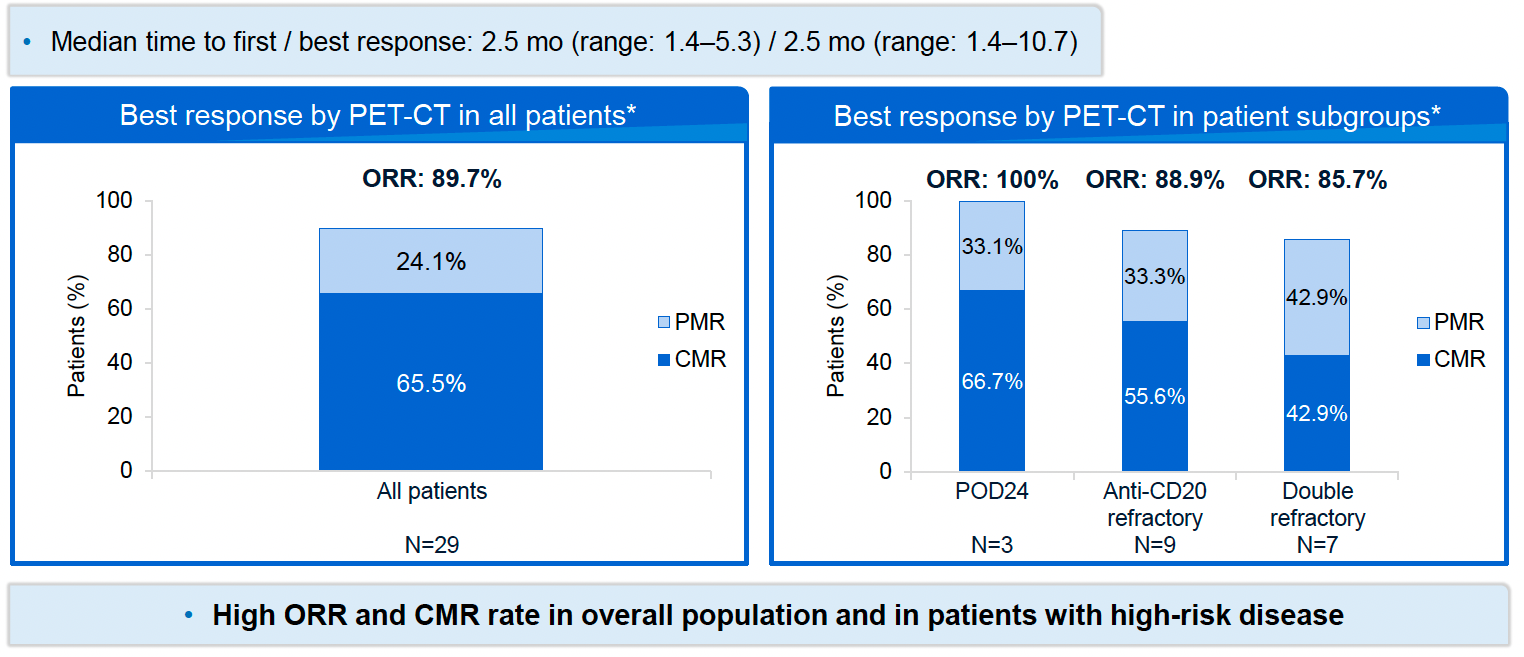 • Median time to first / best response: 2.5 mo (range: 1.4–5.3) / 2.5 mo (range: 1.4–10.7)
Best response by PET-CT in all patients*
ORR: 89.7%
100
80
60
40
20
0
Patients (%)
24.1%
65.5%
PMR
CMR
All patients
N=29
Best response by PET-CT in patient subgroups*
ORR: 100% ORR: 88.9% ORR: 85.7%
100
80
60
40
20
0
Patients (%)
33.1%
66.7%
33.3%
55.6%
42.9%
42.9%
PMR
CMR
POD24 Anti-CD20 Double
refractory refractory
N=3 N=9 N=7
• High ORR and CMR rate in overall population and in patients with high-risk disease